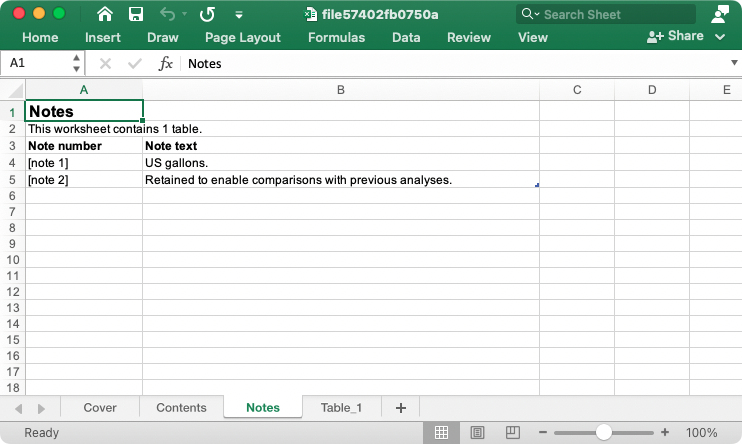 file57402fb0750a
Search Sheet
Home Insert Draw Page Layout Formulas Data Review View Share
A1 fx Notes
A B C D E
1 Notes
2 This worksheet contains 1 table.
3 Note number Note text
4 [note 1] US gallons.
5 [note 2] Retained to enable comparisons with previous analyses.
6
7
8
9
10
11
12
13
14
15
16
17
18
Cover Contents Notes Table_1 +
Ready - + 100%